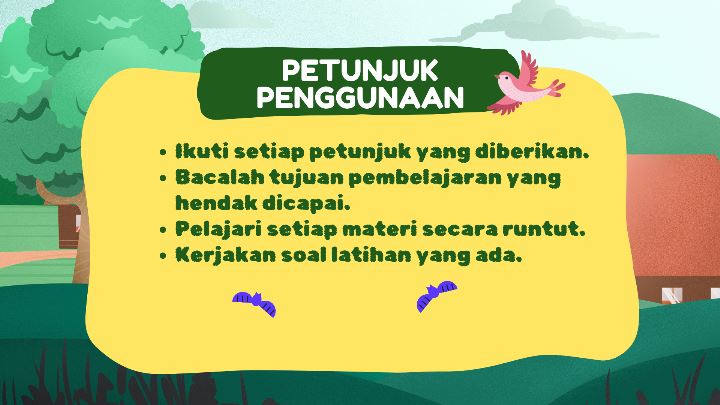 PETUNJUK
PENGGUNAAN
• Ikuti setiap petunjuk yang diberikan.
• Bacalah tujuan pembelajaran yang
hendak dicapai.
• Pelajari setiap materi secara runtut.
• Kerjakan soal latihan yang ada.